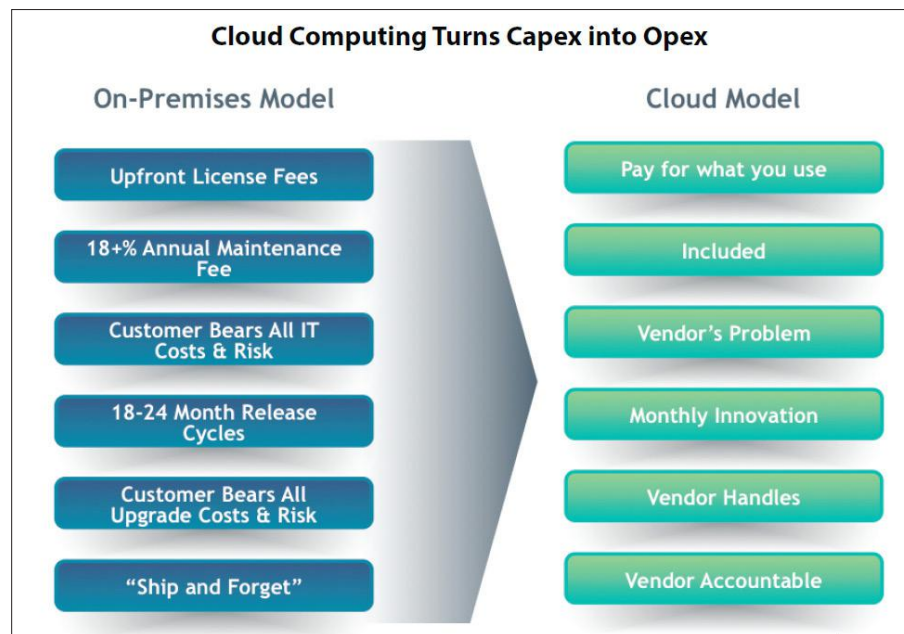 Cloud Computing Turns Capex into Opex
On-Premises Model
Upfront License Fees
18+% Annual Maintenance
Fee
Customer Bears All IT
Costs & Risk
18-24 Month Release
Cycles
Customer Bears All
Upgrade Costs & Risk
“Ship and Forget”
Cloud Model
Pay for what you use
Included
Vendor’s Problem
Monthly Innovation
Vendor Handles
Vendor Accountable